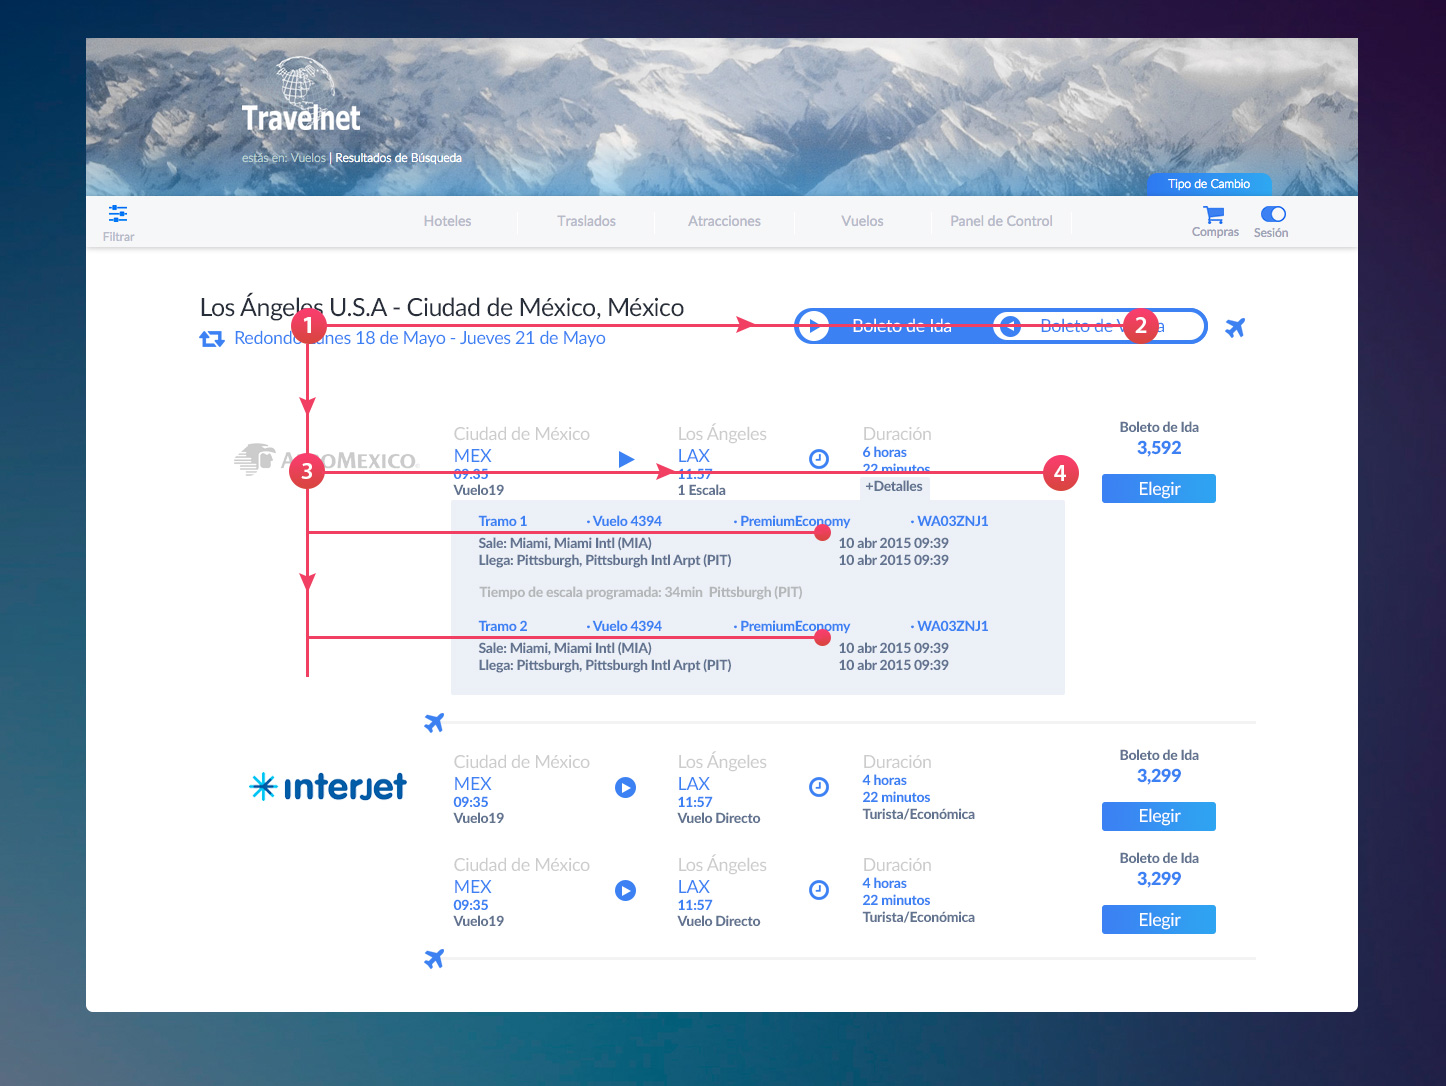 Travelnet
estás en: Vuelos | Resultados de Búsqueda
Tipo de Cambio
Filtrar
Hoteles
Traslados
Atracciones
Vuelos
Panel de Control
Compras
Sesión
Los Ángeles U.S.A - Ciudad de México, México
1
Boleto de Ida
Boleto de
2
18 de Mayo - Jueves 21 de Mayo
Ciudad de México
Los Ángeles
Duración
Boleto de Ida
MEX
LAX
6 horas
3,592
22 minutos
3
4
09:35
11:57
Vuelo19
1 Escala
+Detalles
Elegir
Tramo 1 · Vuelo 4394 · PremiumEconomy · WA03ZNJ1
Sale: Miami, Miami Intl (MIA) 10 abr 2015 09:39
Llega: Pittsburgh, Pittsburgh Intl Arpt (PIT) 10 abr 2015 09:39
Tiempo de escala programada: 34min Pittsburgh (PIT)
Tramo 2 · Vuelo 4394 · PremiumEconomy · WA03ZNJ1
Sale: Miami, Miami Intl (MIA) 10 abr 2015 09:39
Llega: Pittsburgh, Pittsburgh Intl Arpt (PIT) 10 abr 2015 09:39
interjet
Ciudad de México
MEX
09:35
Vuelo19
Los Ángeles
LAX
11:57
Vuelo Directo
Duración
4 horas
22 minutos
Turista/Económica
Boleto de Ida
3,299
Elegir
Ciudad de México
MEX
09:35
Vuelo19
Los Ángeles
LAX
11:57
Vuelo Directo
Duración
4 horas
22 minutos
Turista/Económica
Boleto de Ida
3,299
Elegir